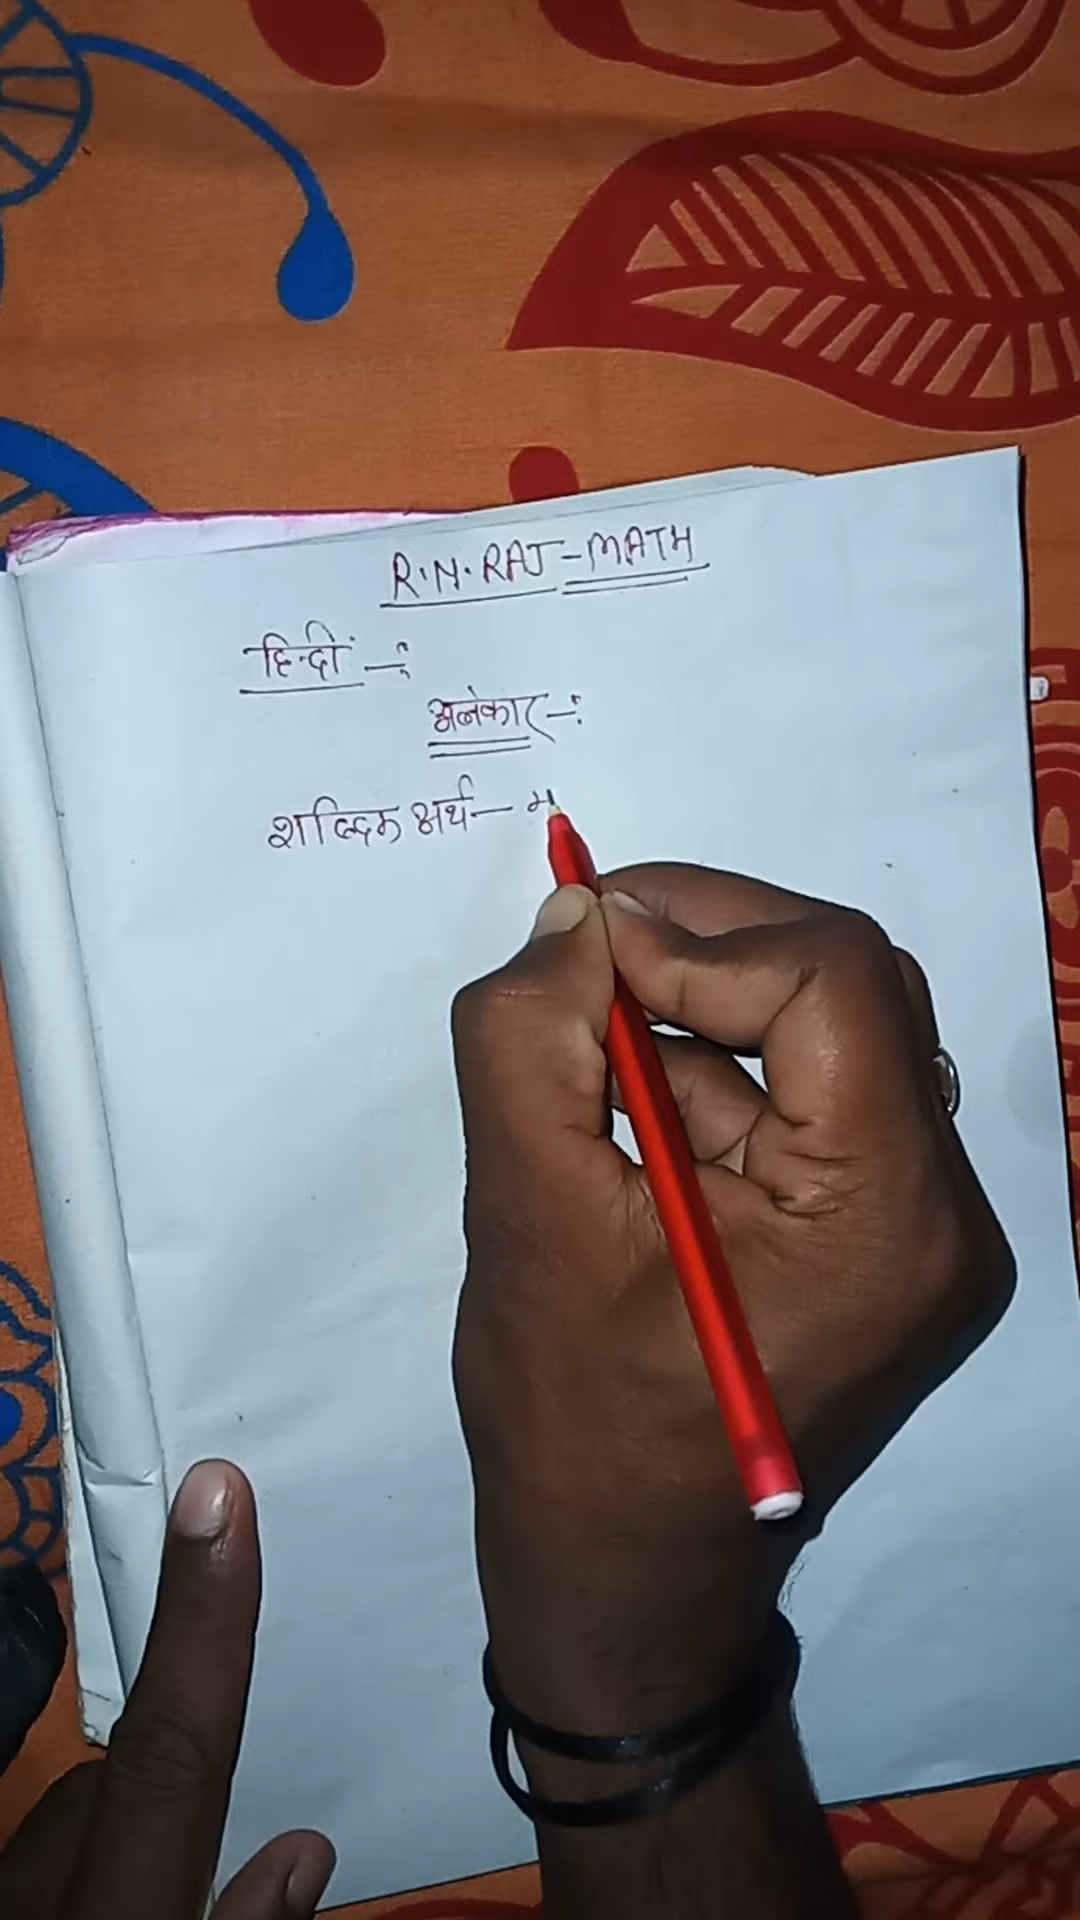 R.N. RAJ - MATH
हिन्दी -:
अलंकार -:
शाब्दिक अर्थ -